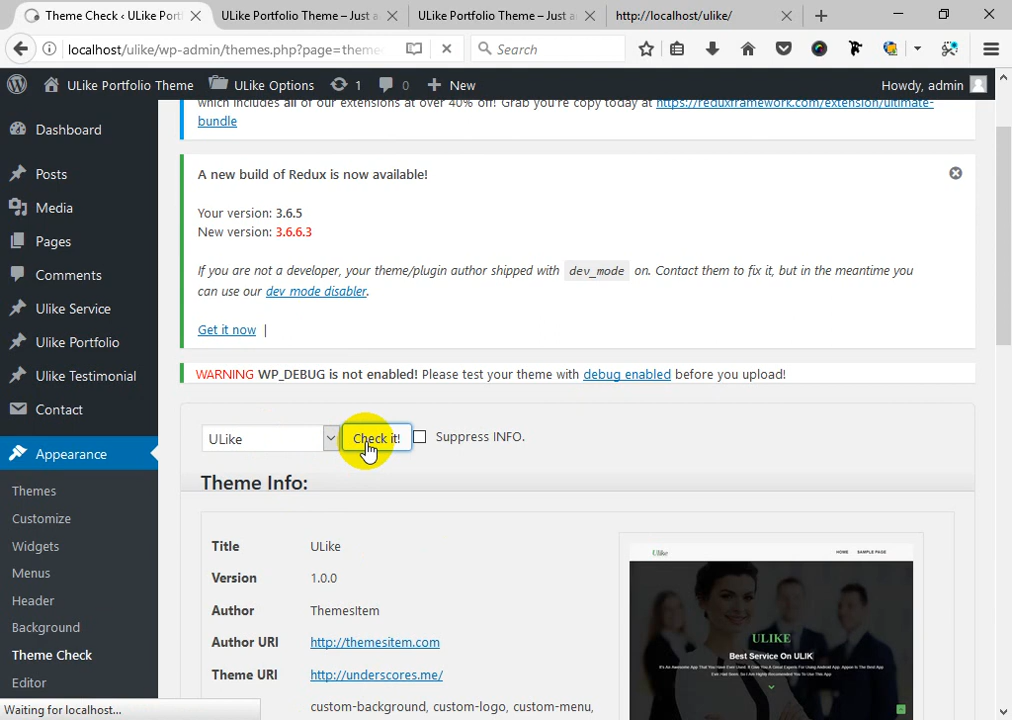 Theme Check ‹ ULike Port
ULike Portfolio Theme – Just a
ULike Portfolio Theme – Just a
http://localhost/ulike/
localhost/ulike/wp-admin/themes.php?page=theme
Search
ULike Portfolio Theme
ULike Options
1
0
New
Howdy, admin
which includes all of our extensions at over 40% off! Grab you're copy today at https://reduxframework.com/extension/ultimate-
bundle
Dashboard
Posts
Media
Pages
Comments
Ulike Service
Ulike Portfolio
Ulike Testimonial
Contact
Appearance
Themes
Customize
Widgets
Menus
Header
Background
Theme Check
Editor
A new build of Redux is now available!
Your version: 3.6.5
New version: 3.6.6.3
If you are not a developer, your theme/plugin author shipped with dev_mode on. Contact them to fix it, but in the meantime you
can use our dev mode disabler.
Get it now |
WARNING WP_DEBUG is not enabled! Please test your theme with debug enabled before you upload!
ULike
Check it!
Suppress INFO.
Theme Info:
Title ULike
Version 1.0.0
Author ThemesItem
Author URI http://themesitem.com
Theme URI http://underscores.me/
custom-background, custom-logo, custom-menu,
Ulike
HOME SAMPLE PAGE
ULIKE
Best Service On ULIK
Waiting for localhost...